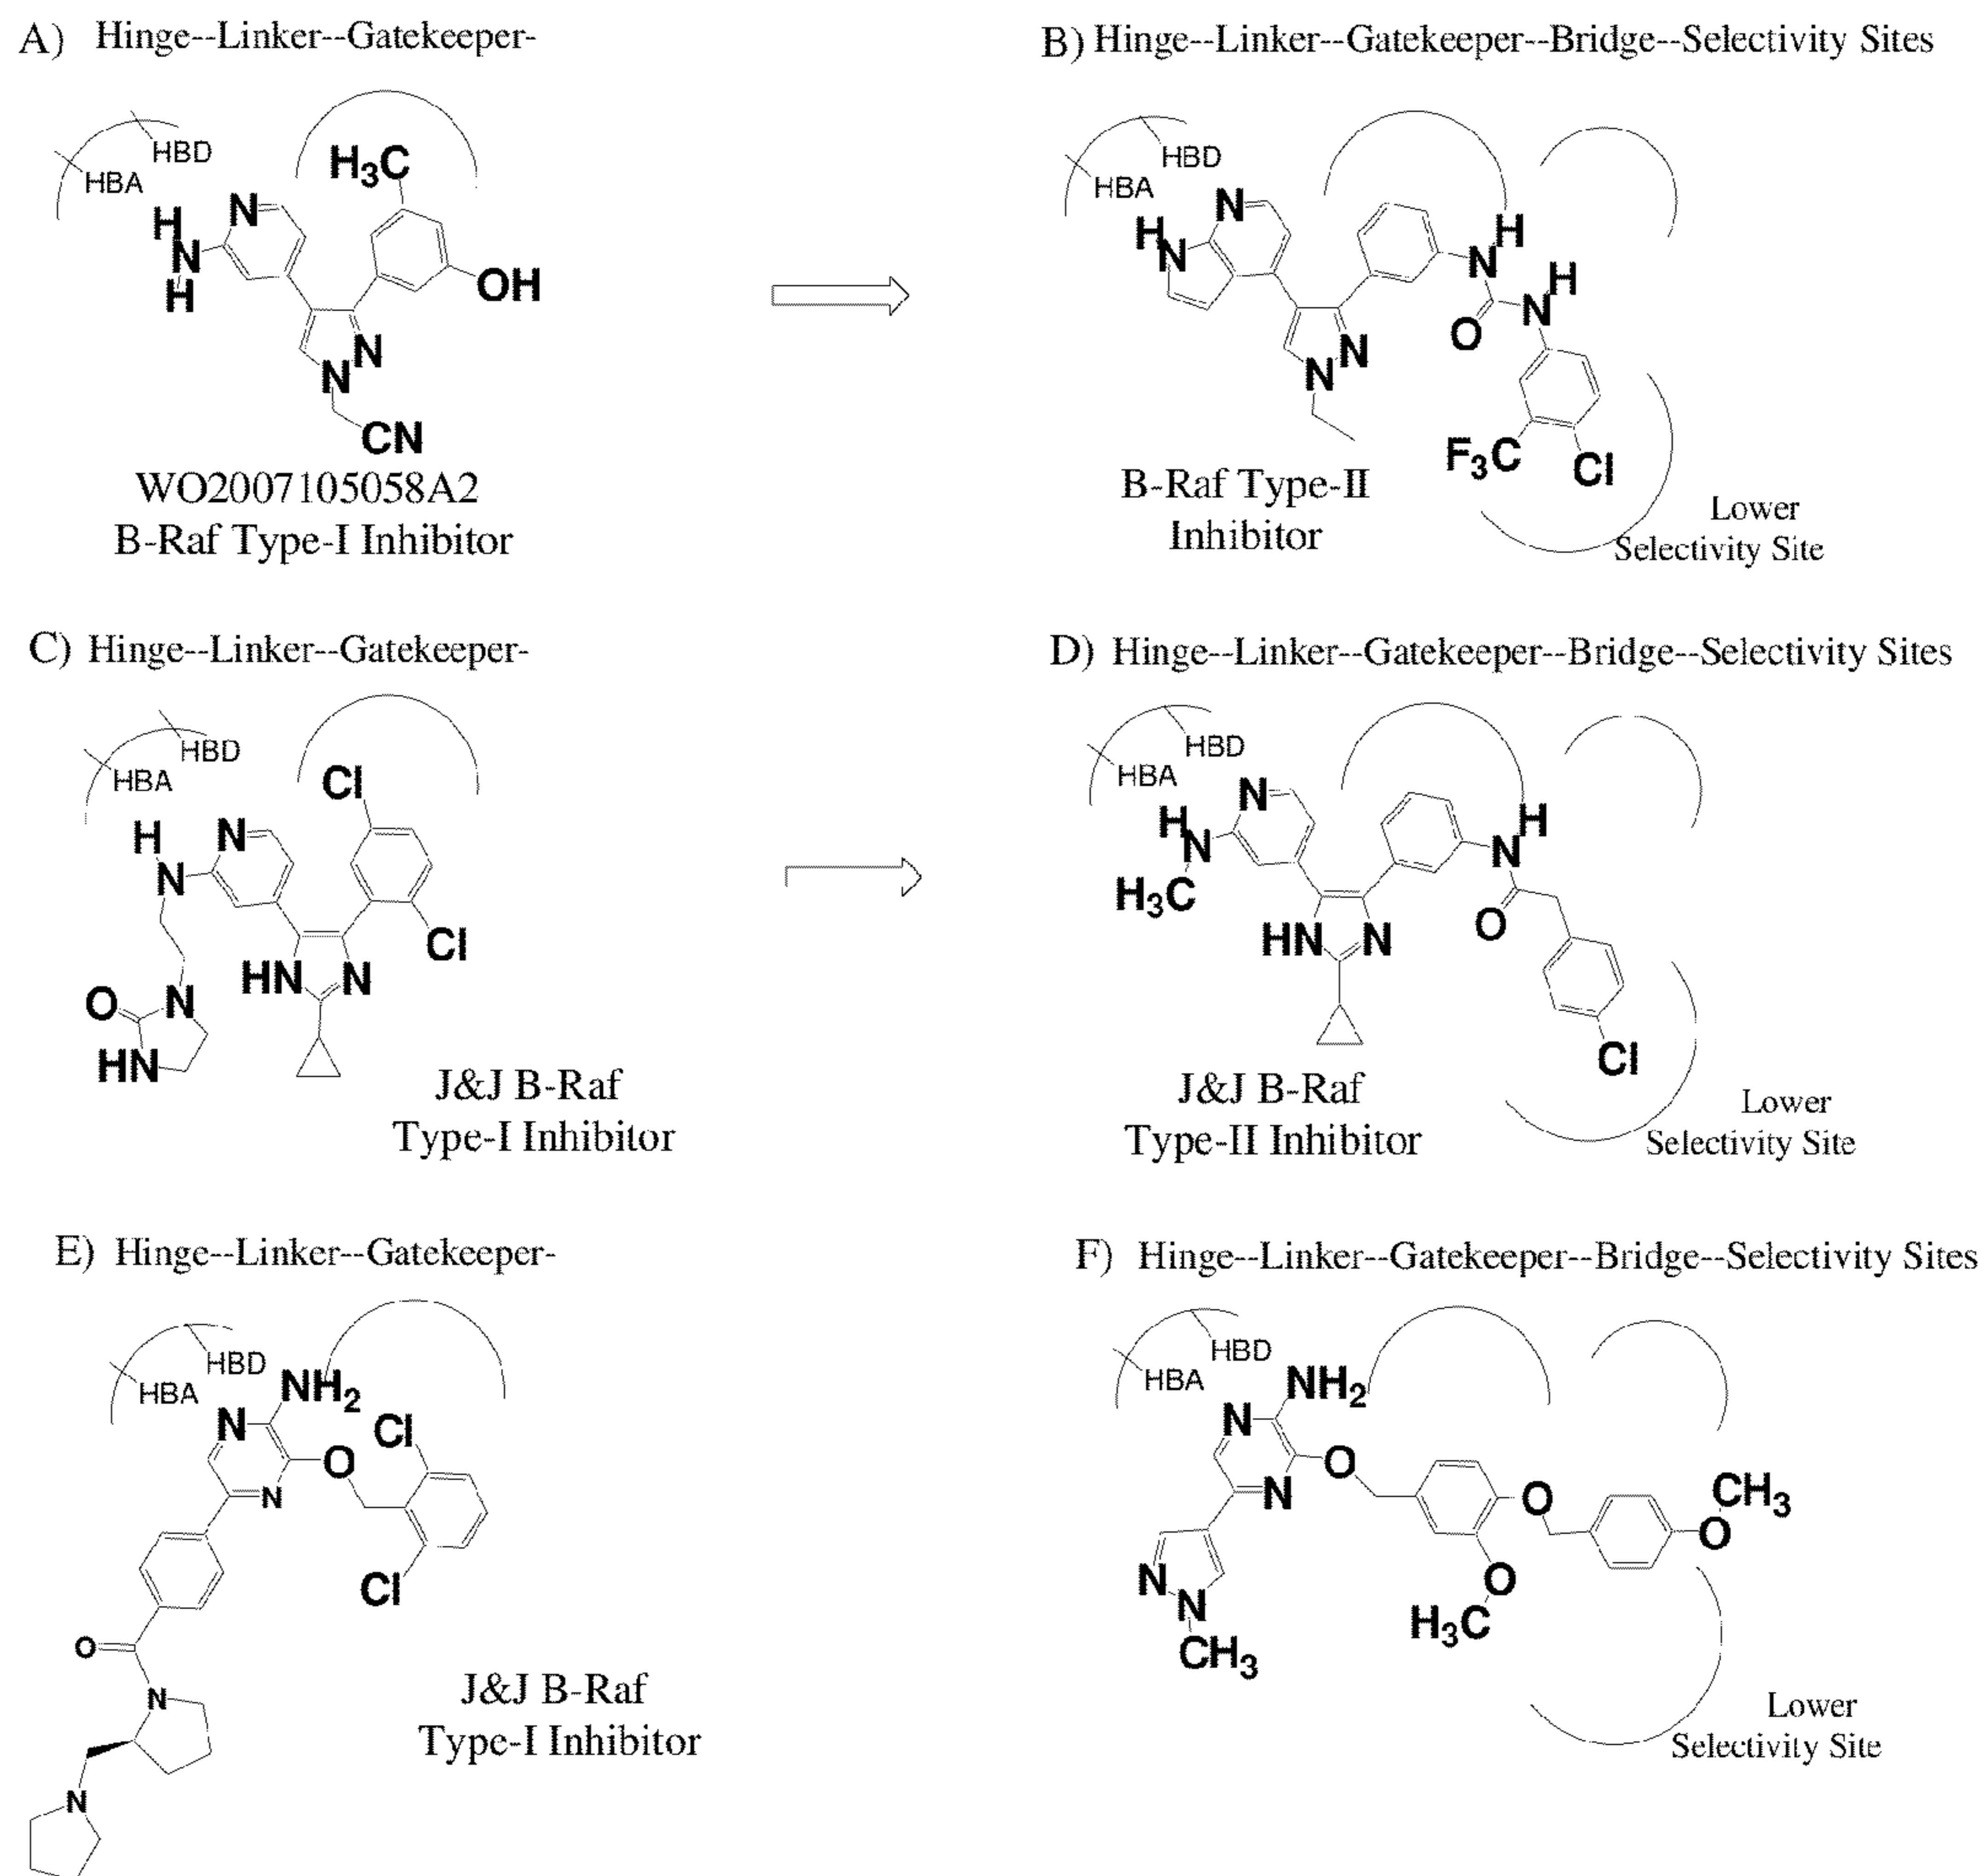 A) Hinge--Linker--Gatekeeper-
HBD
HBA
H3C
N
H
N
H
OH
N
N
CN
WO2007105058A2
B-Raf Type-I Inhibitor
B) Hinge--Linker--Gatekeeper--Bridge--Selectivity Sites
HBD
HBA
N
H
N
H
N
H
N
O
N
N
F3C
Cl
B-Raf Type-II
Inhibitor
Lower
Selectivity Site
C) Hinge--Linker--Gatekeeper-
HBD
HBA
Cl
H
N
N
Cl
HN
N
O
N
HN
J&J B-Raf
Type-I Inhibitor
D) Hinge--Linker--Gatekeeper--Bridge--Selectivity Sites
HBD
HBA
N
H
N
H
N
H3C
O
HN
N
Cl
J&J B-Raf
Type-II Inhibitor
Lower
Selectivity Site
E) Hinge--Linker--Gatekeeper-
HBD
HBA
NH2
N
Cl
O
N
Cl
O
N
N
J&J B-Raf
Type-I Inhibitor
F) Hinge--Linker--Gatekeeper--Bridge--Selectivity Sites
HBD
HBA
NH2
N
O
N
O
CH3
O
N
N
O
H3C
CH3
Lower
Selectivity Site